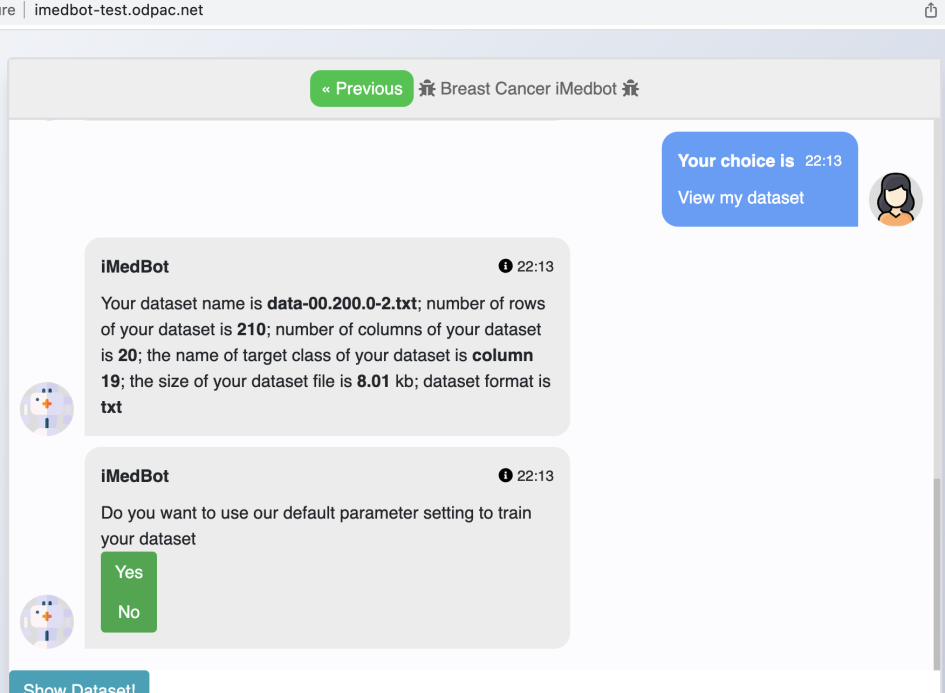 re | imedbot-test.odpac.net
« Previous Breast Cancer iMedbot
Your choice is 22:13
View my dataset
iMedBot 22:13
Your dataset name is data-00.200.0-2.txt; number of rows
of your dataset is 210; number of columns of your dataset
is 20; the name of target class of your dataset is column
19; the size of your dataset file is 8.01 kb; dataset format is
txt
iMedBot 22:13
Do you want to use our default parameter setting to train
your dataset
Yes
No
Show Dataset!